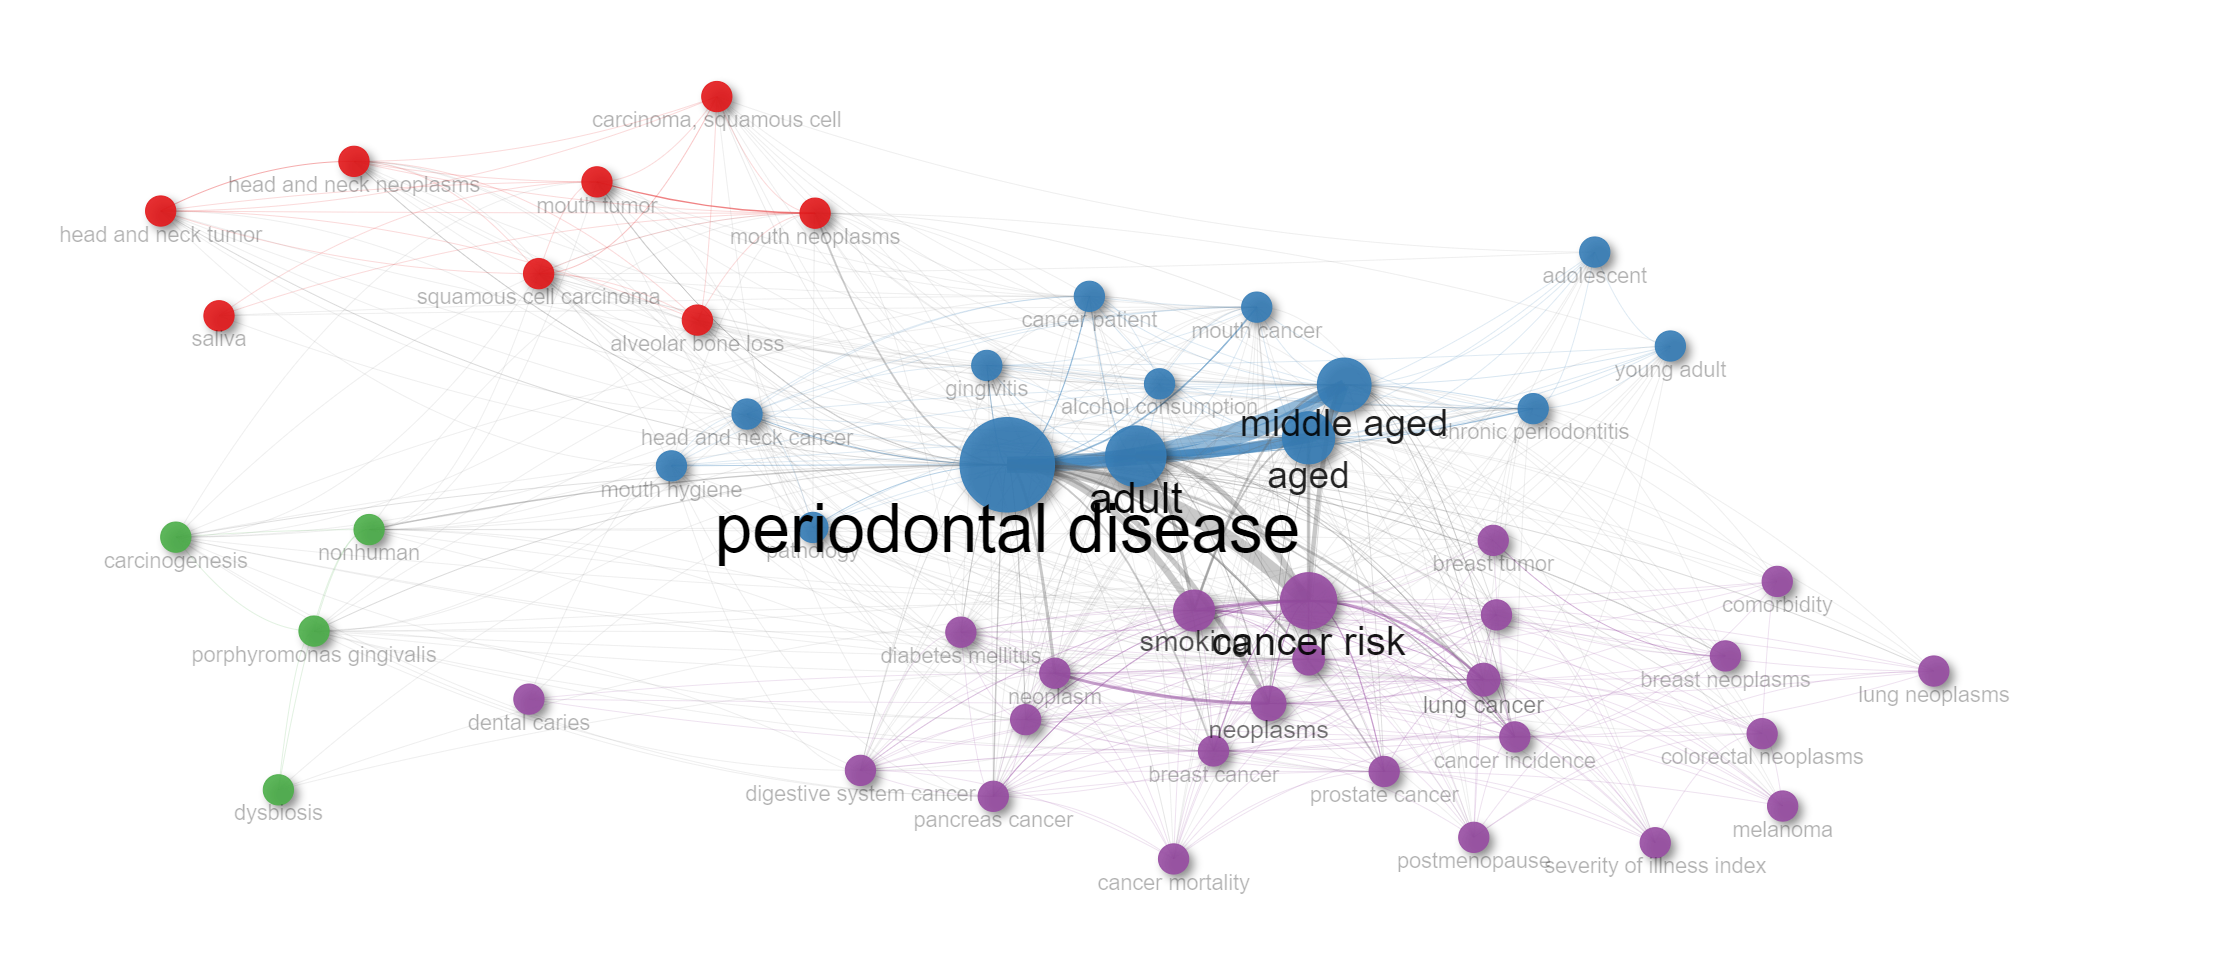 carcinoma, squamous cell
head and neck neoplasms
mouth tumor
head and neck tumor
mouth neoplasms
adolescent
squamous cell carcinoma
cancer patient
mouth cancer
saliva
alveolar bone loss
young adult
gingivitis
alcohol consumption
middle aged
chronic periodontitis
head and neck cancer
aged
mouth hygiene
adult
periodontal disease
nonhuman
pathology
carcinogenesis
breast tumor
comorbidity
smoking
cancer risk
porphyromonas gingivalis
diabetes mellitus
breast neoplasms
neoplasm
lung neoplasms
lung cancer
dental caries
neoplasms
colorectal neoplasms
cancer incidence
breast cancer
digestive system cancer
prostate cancer
dysbiosis
pancreas cancer
melanoma
postmenopause
severity of illness index
cancer mortality